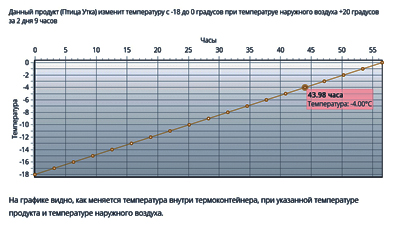 Данный продукт (Птица Утка) изменит температуру с -18 до 0 градусов при температруе наружного воздуха +20 градусов
за 2 дня 9 часов
Часы
0 5 10 15 20 25 30 35 40 45 50 55
0
-2
-4
-6
-8
-10
-12
-14
-16
-18
Температура
43.98 часа
Температура: -4.00°C
На графике видно, как меняется температура внутри термоконтейнера, при указанной температуре
продукта и температуре наружного воздуха.